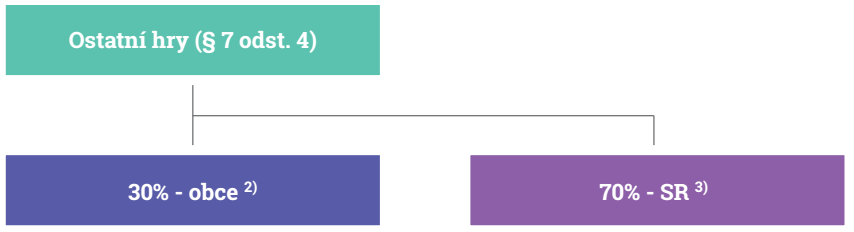 Ostatní hry (§ 7 odst. 4)
30% - obce 2)
70% - SR 3)